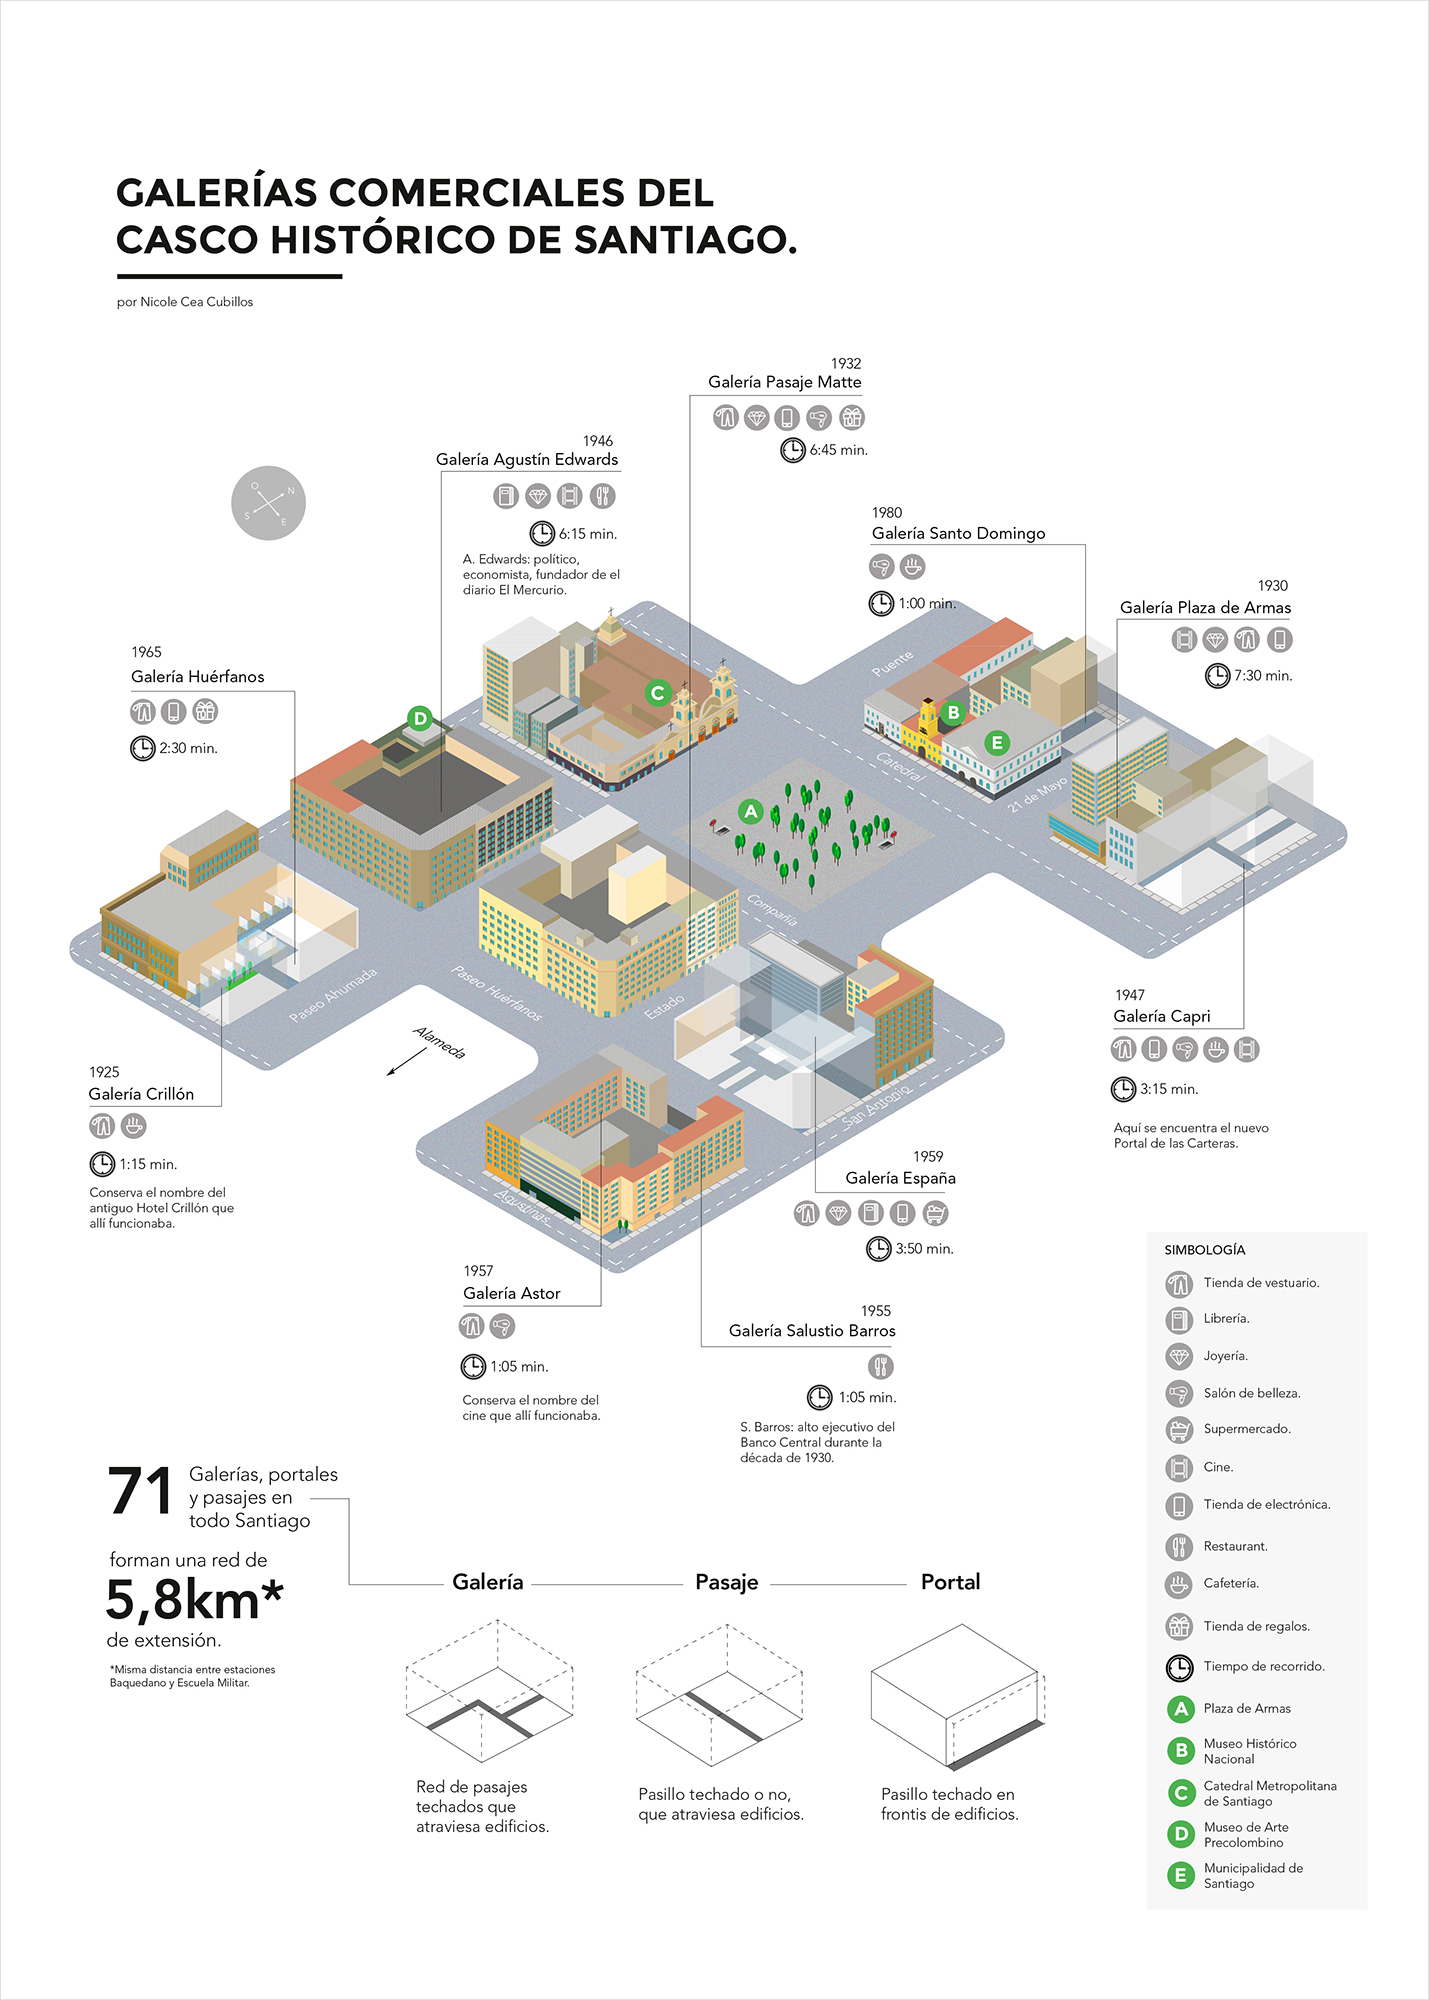 GALERÍAS COMERCIALES DEL
CASCO HISTÓRICO DE SANTIAGO.
por Nicole Cea Cubillos
1932
Galería Pasaje Matte
6:45 min.
1946
Galería Agustín Edwards
6:15 min.
A. Edwards: político,
economista, fundador de el
diario El Mercurio.
O
N
S
E
1980
Galería Santo Domingo
1:00 min.
1930
Galería Plaza de Armas
7:30 min.
1965
Galería Huérfanos
2:30 min.
Puente
C
D
B
E
A
Catedral
21 de Mayo
Compañia
Paseo Ahumada
Paseo Huérfanos
Estado
Alameda
San Antonio
Agustinas
1947
Galería Capri
3:15 min.
Aquí se encuentra el nuevo
Portal de las Carteras.
1925
Galería Crillón
1:15 min.
Conserva el nombre del
antiguo Hotel Crillón que
allí funcionaba.
1959
Galería España
3:50 min.
1957
Galería Astor
1:05 min.
Conserva el nombre del
cine que allí funcionaba.
1955
Galería Salustio Barros
1:05 min.
S. Barros: alto ejecutivo del
Banco Central durante la
década de 1930.
71
Galerías, portales
y pasajes en
todo Santiago
forman una red de
5,8km*
de extensión.
*Misma distancia entre estaciones
Baquedano y Escuela Militar.
Galería
Pasaje
Portal
Red de pasajes
techados que
atraviesa edificios.
Pasillo techado o no,
que atraviesa edificios.
Pasillo techado en
frontis de edificios.
SIMBOLOGÍA
Tienda de vestuario.
Librería.
Joyería.
Salón de belleza.
Supermercado.
Cine.
Tienda de electrónica.
Restaurant.
Cafetería.
Tienda de regalos.
Tiempo de recorrido.
A Plaza de Armas
B Museo Histórico
Nacional
C Catedral Metropolitana
de Santiago
D Museo de Arte
Precolombino
E Municipalidad de
Santiago